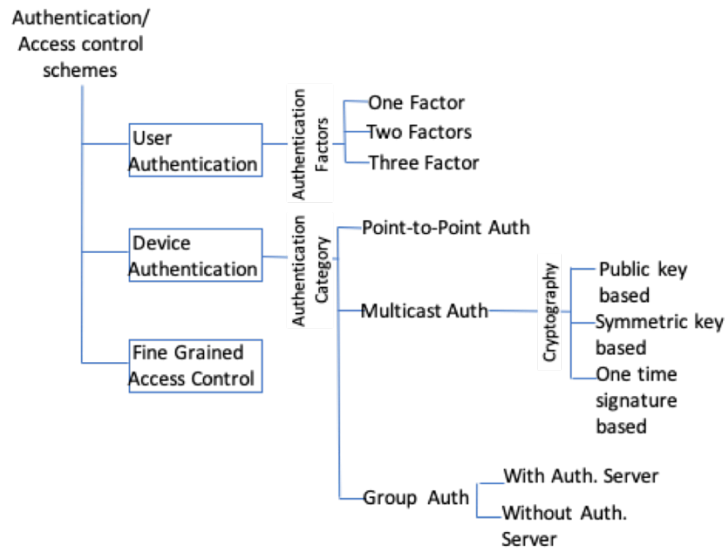 Authentication/
Access control
schemes
User
Authentication
Authentication
Factors
One Factor
Two Factors
Three Factor
Device
Authentication
Authentication
Category
Point-to-Point Auth
Multicast Auth
Cryptography
Public key
based
Symmetric key
based
One time
signature
based
Fine Grained
Access Control
Group Auth
With Auth. Server
Without Auth.
Server